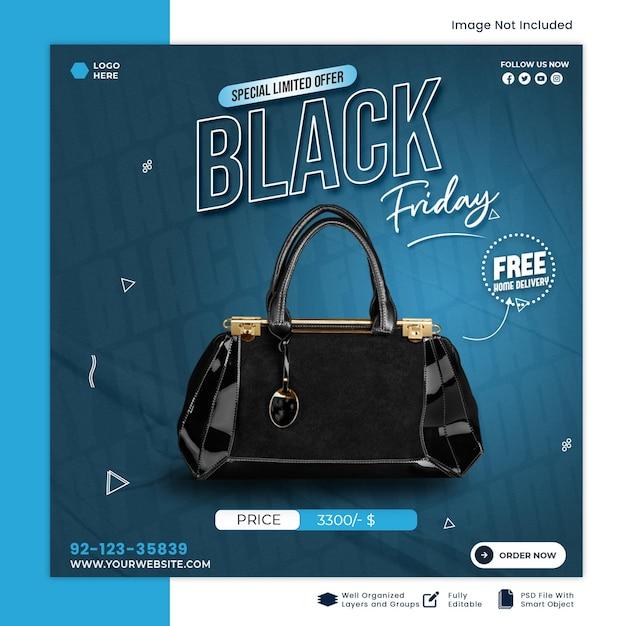 Image Not Included
LOGO
HERE
FOLLOW US NOW
SPECIAL LIMITED OFFER
BLACK
Friday
FREE
HOME DELIVERY
PRICE 3300/- $
92-123-35839
WWW.YOURWEBSITE.COM
ORDER NOW
Well Organized
Layers and Groups
Fully
Editable
PSD File With
Smart Object